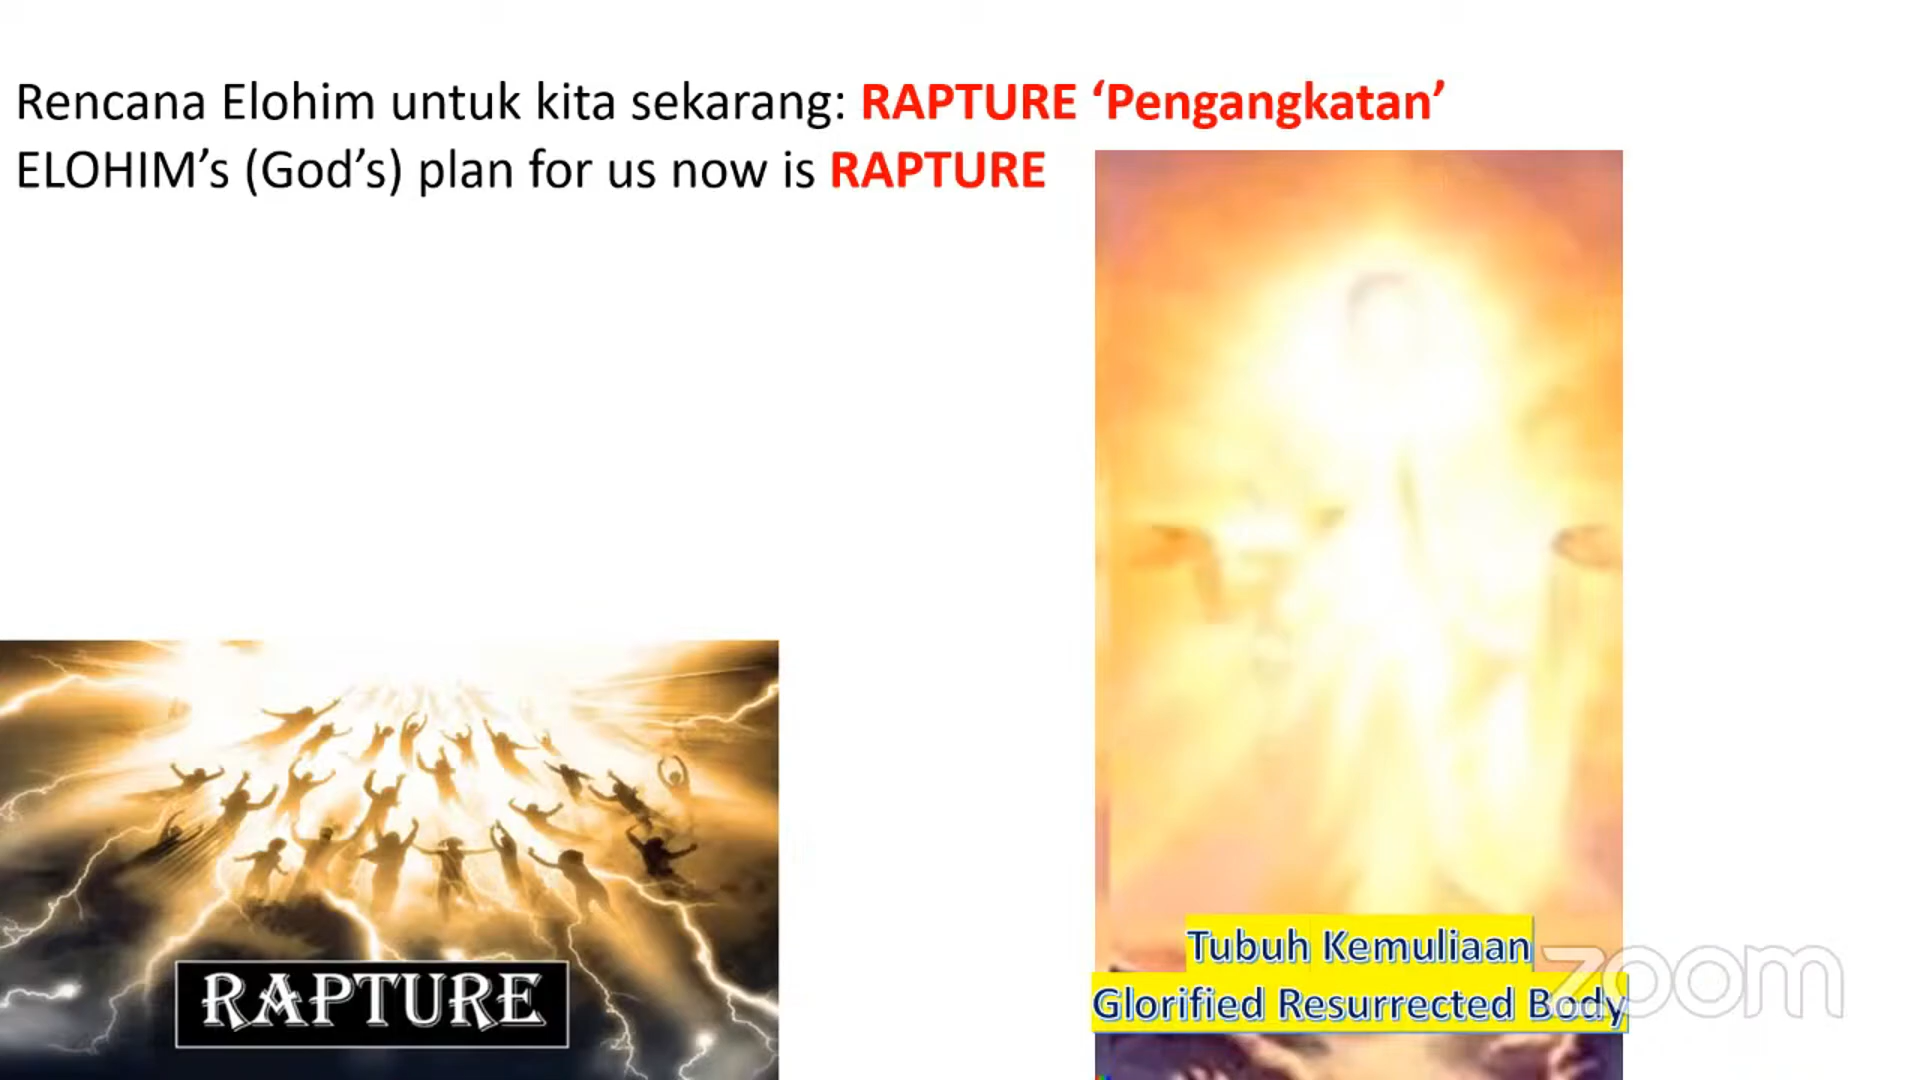 Rencana Elohim untuk kita sekarang: RAPTURE ‘Pengangkatan’
ELOHIM’s (God’s) plan for us now is RAPTURE
RAPTURE
Tubuh Kemuliaan
Glorified Resurrected Body
zoom